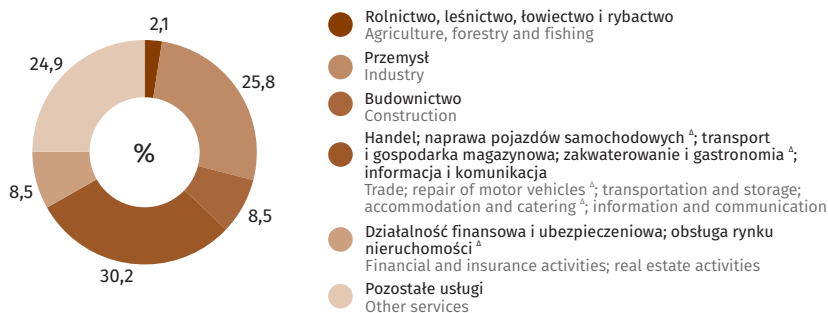 2,1
25,8
8,5
30,2
8,5
24,9
%
Rolnictwo, leśnictwo, łowiectwo i rybactwo
Agriculture, forestry and fishing
Przemysł
Industry
Budownictwo
Construction
Handel; naprawa pojazdów samochodowych ᐞ; transport
i gospodarka magazynowa; zakwaterowanie i gastronomia ᐞ;
informacja i komunikacja
Trade; repair of motor vehicles ᐞ; transportation and storage;
accommodation and catering ᐞ; information and communication
Działalność finansowa i ubezpieczeniowa; obsługa rynku
nieruchomości ᐞ
Financial and insurance activities; real estate activities
Pozostałe usługi
Other services